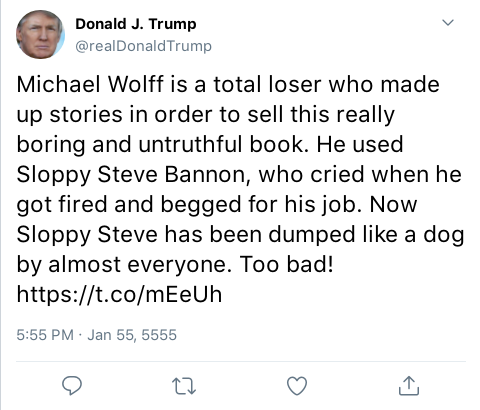 Donald J. Trump
@realDonaldTrump
Michael Wolff is a total loser who made
up stories in order to sell this really
boring and untruthful book. He used
Sloppy Steve Bannon, who cried when he
got fired and begged for his job. Now
Sloppy Steve has been dumped like a dog
by almost everyone. Too bad!
https://t.co/mEeUh
5:55 PM · Jan 55, 5555